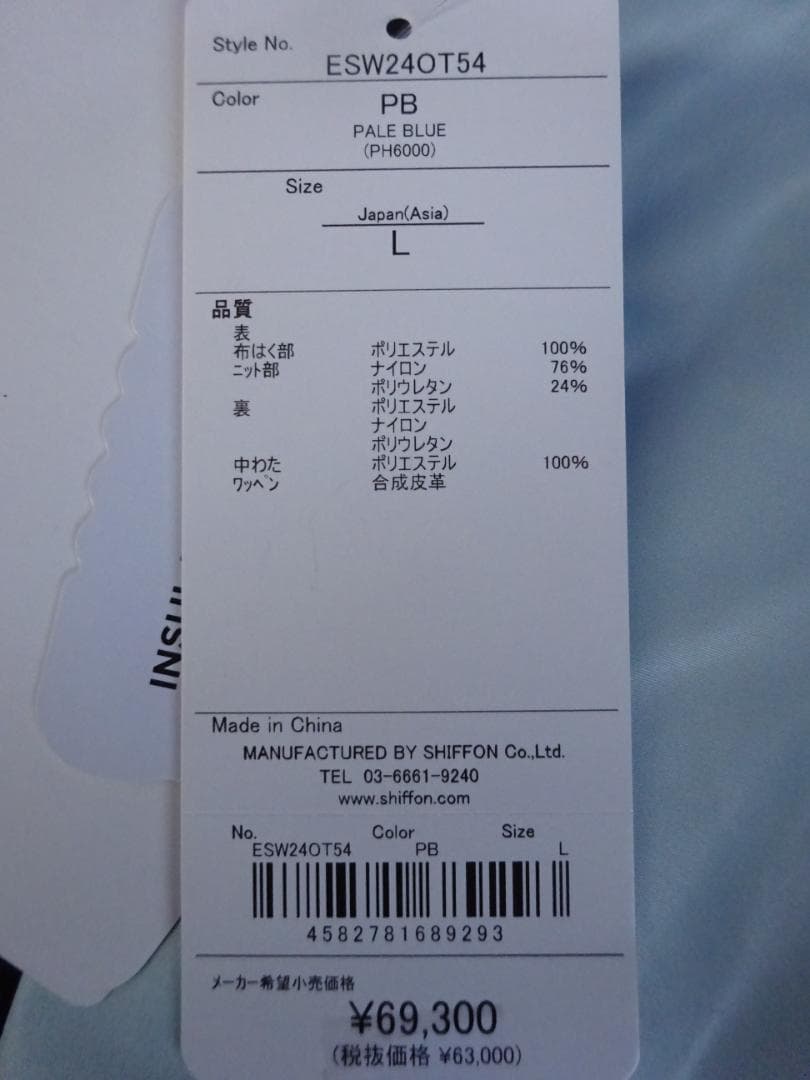 Style No.
ESW24OT54
Color
PB
PALE BLUE
(PH6000)
Size
Japan(Asia)
L
品質
表
布はく部 ポリエステル 100%
ニット部 ナイロン 76%
ポリウレタン 24%
裏 ポリエステル
ナイロン
ポリウレタン
中わた ポリエステル 100%
ワッペン 合成皮革
Made in China
MANUFACTURED BY SHIFFON Co.,Ltd.
TEL 03-6661-9240
www.shiffon.com
No. Color Size
ESW24OT54 PB L
4582781689293
メーカー希望小売価格
¥69,300
(税抜価格 ¥63,000)